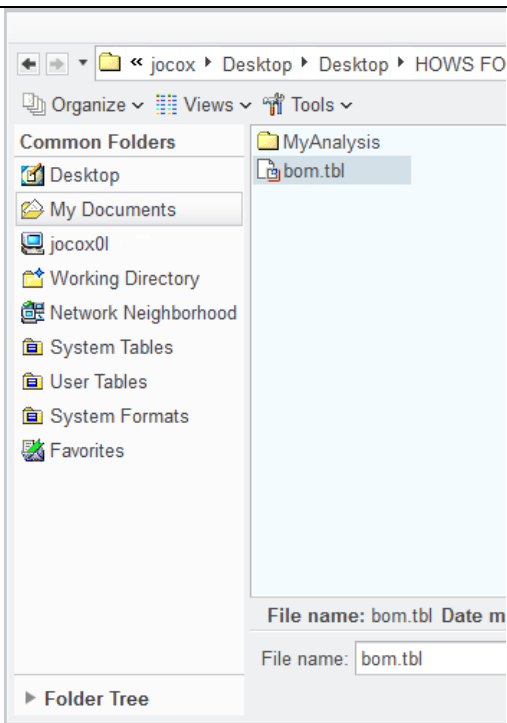 « jocox Desktop Desktop HOWS FO
Organize Views Tools
Common Folders
Desktop
My Documents
jocox0l
Working Directory
Network Neighborhood
System Tables
User Tables
System Formats
Favorites
Folder Tree
MyAnalysis
bom.tbl
File name: bom.tbl Date m
File name: bom.tbl